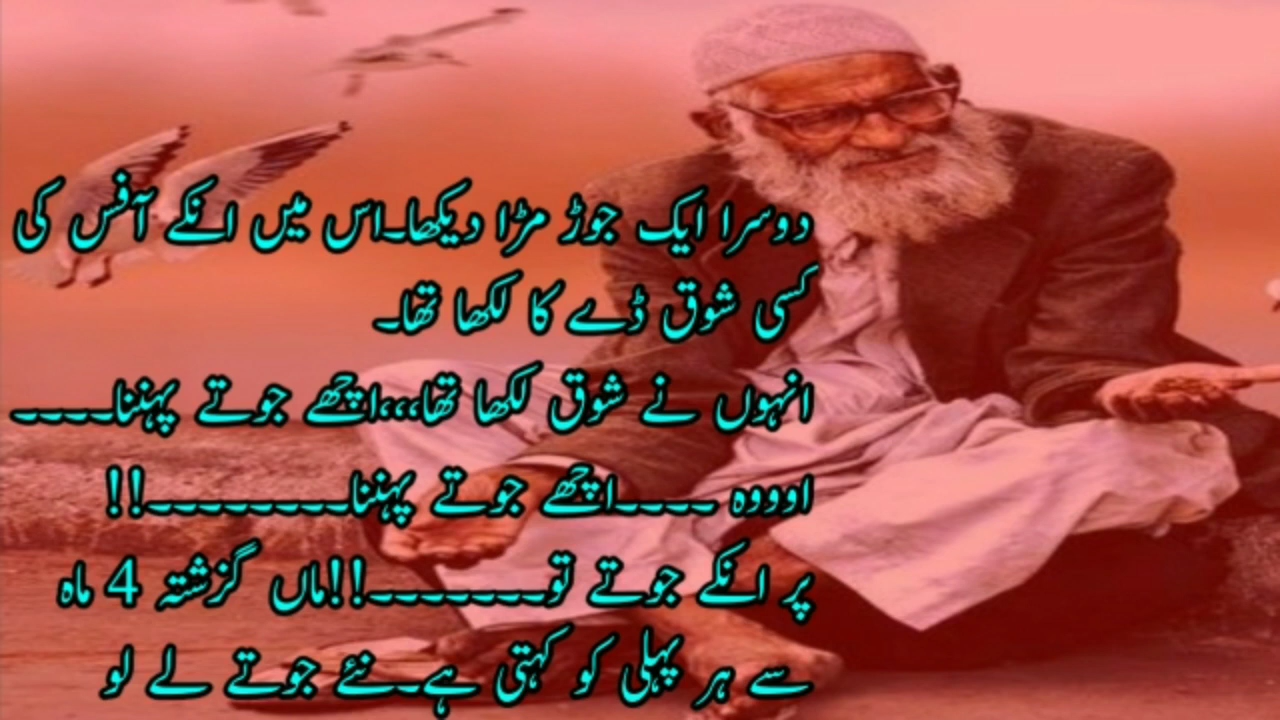 دوسرا ایک جوڑ مڑا دیکھا۔اس میں انکے آفس کی
کسی شوق ڈے کا لکھا تھا۔
انہوں نے شوق لکھا تھا،،،اچھے جوتے پہننا۔۔۔۔
اوووہ ۔۔۔۔اچھے جوتے پہننا۔۔۔۔۔۔۔۔۔!!
پر انکے جوتے تو۔۔۔۔۔۔۔۔!!ماں گزشتہ 4 ماہ
سے ہر پہلی کو کہتی ہے۔نئے جوتے لے لو